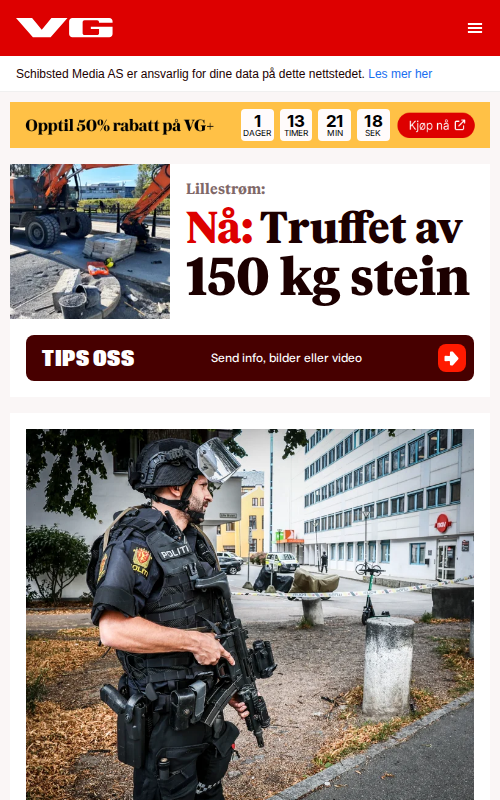 VG
Schibsted Media AS er ansvarlig for dine data på dette nettstedet. Les mer her
Opptil 50% rabatt på VG+
1 13 21 18
DAGER TIMER MIN SEK
Kjøp nå
Lillestrøm:
Nå: Truffet av
150 kg stein
TIPS OSS
Send info, bilder eller video
POLITI
POLITI